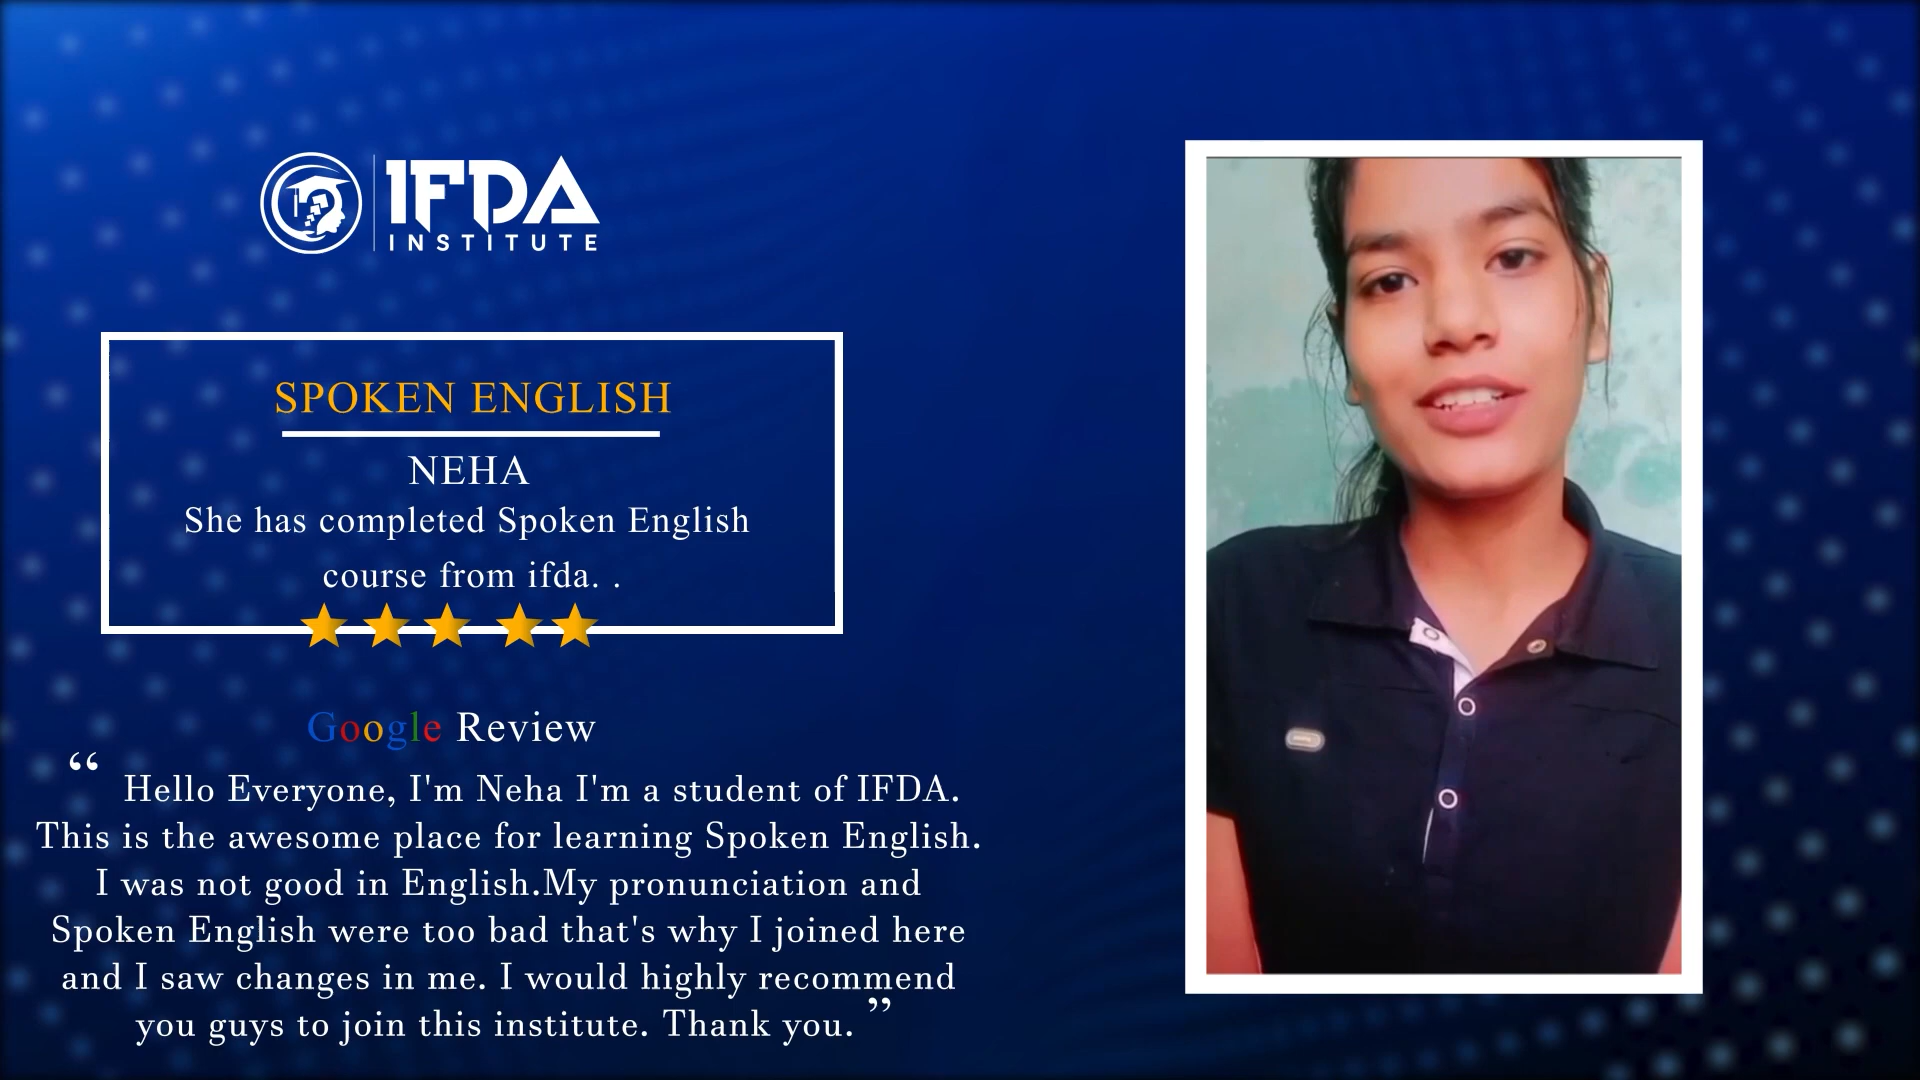 IFDA
INSTITUTE
SPOKEN ENGLISH
NEHA
She has completed Spoken English
course from ifda. .
Google Review
“ Hello Everyone, I'm Neha I'm a student of IFDA.
This is the awesome place for learning Spoken English.
I was not good in English.My pronunciation and
Spoken English were too bad that's why I joined here
and I saw changes in me. I would highly recommend
you guys to join this institute. Thank you. ”